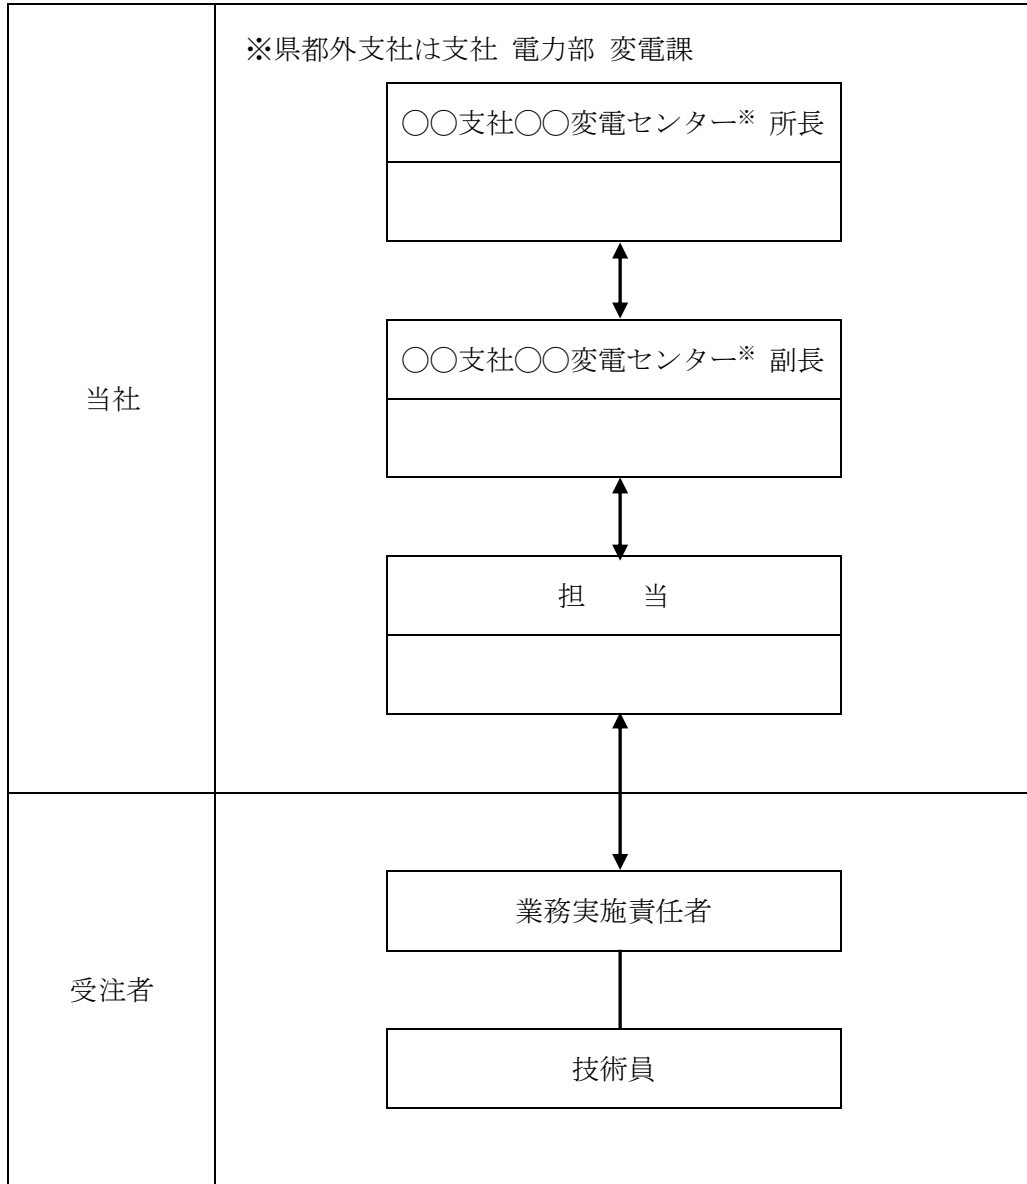 ※県都外支社は支社 電力部 変電課
○○支社○○変電センター※ 所長
○○支社○○変電センター※ 副長
当社
担　　当
業務実施責任者
受注者
技術員